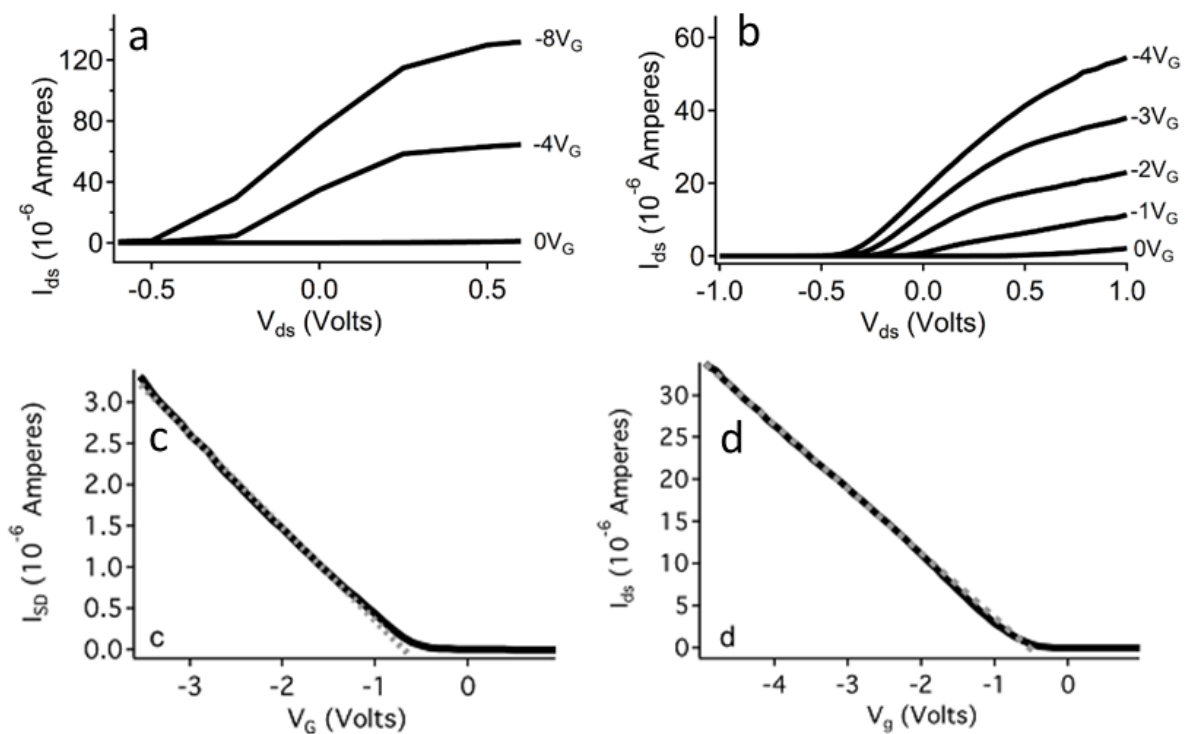 a
I_ds (10^-6 Amperes)
120
80
40
0
-8V_G
-4V_G
0V_G
-0.5
0.0
0.5
V_ds (Volts)
b
I_ds (10^-6 Amperes)
60
40
20
0
-4V_G
-3V_G
-2V_G
-1V_G
0V_G
-1.0
-0.5
0.0
0.5
1.0
V_ds (Volts)
c
I_SD (10^-6 Amperes)
3.0
2.5
2.0
1.5
1.0
0.5
0.0
c
-3
-2
-1
0
V_G (Volts)
d
I_ds (10^-6 Amperes)
30
25
20
15
10
5
0
d
-4
-3
-2
-1
0
V_g (Volts)